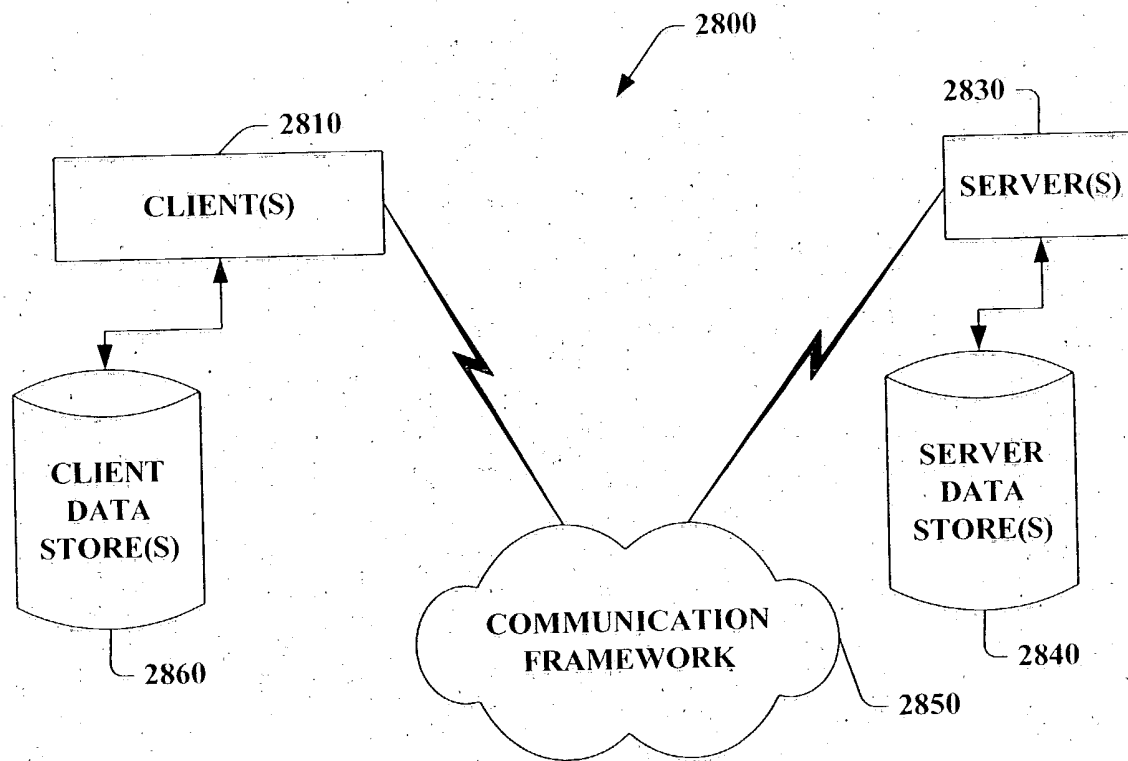 2800
2810
2830
CLIENT(S)
SERVER(S)
CLIENT
DATA
STORE(S)
SERVER
DATA
STORE(S)
COMMUNICATION
FRAMEWORK
2860
2840
2850